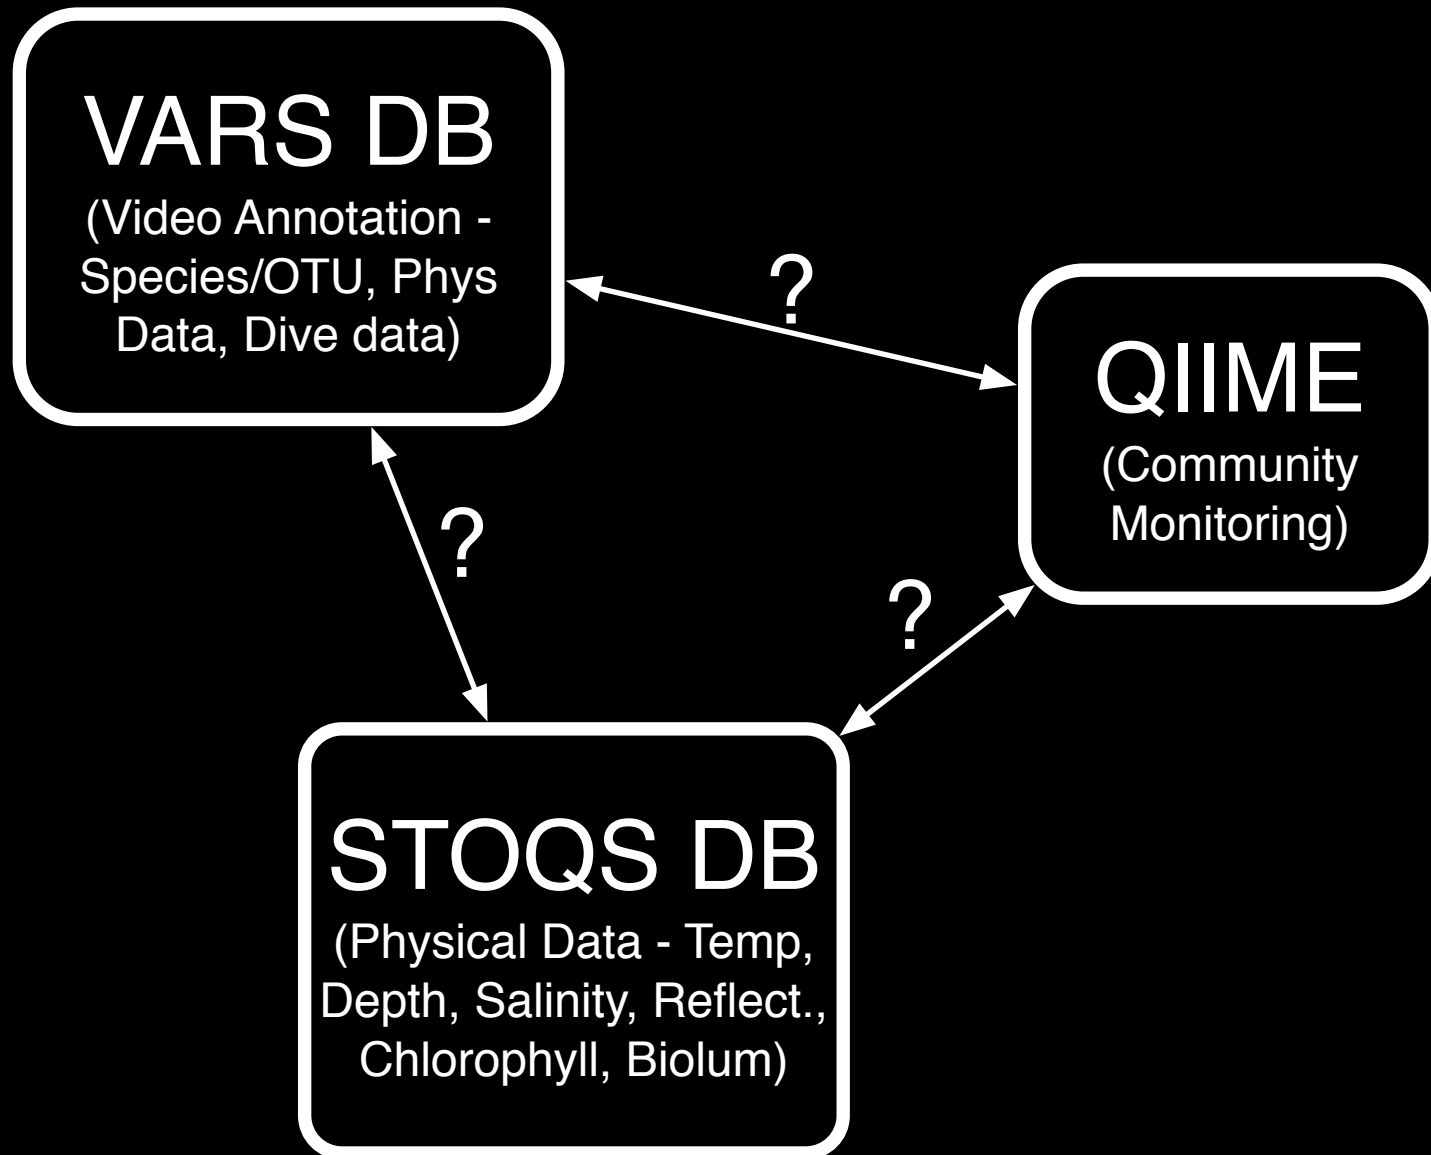 VARS DB
(Video Annotation -
Species/OTU, Phys
Data, Dive data)
?
QIIME
(Community
Monitoring)
?
?
STOQS DB
(Physical Data - Temp,
Depth, Salinity, Reflect.,
Chlorophyll, Biolum)